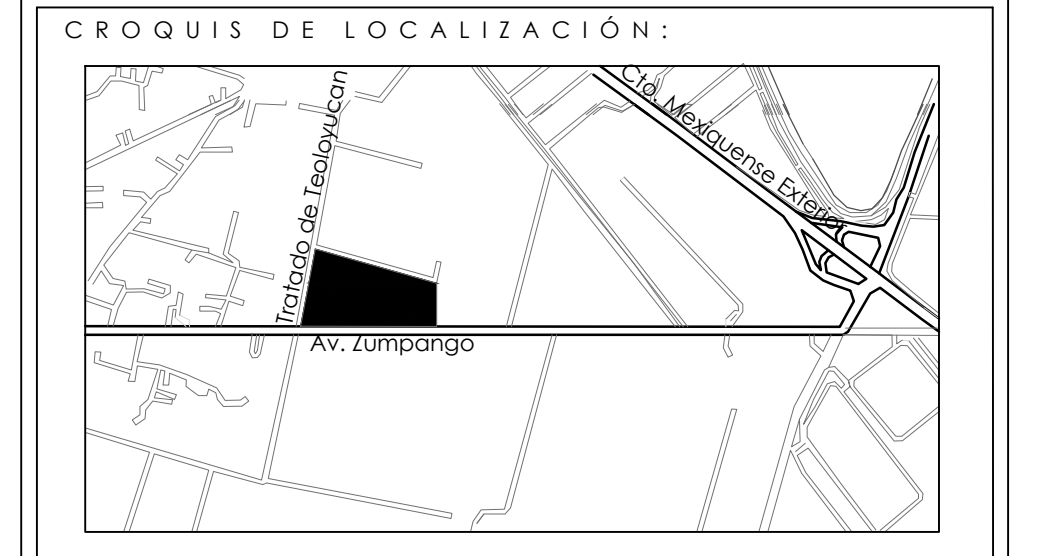 CROQUIS DE LOCALIZACIÓN:
Cto. Mexiquense Exterior
Tratado de Teoloyucan
Av. Zumpango